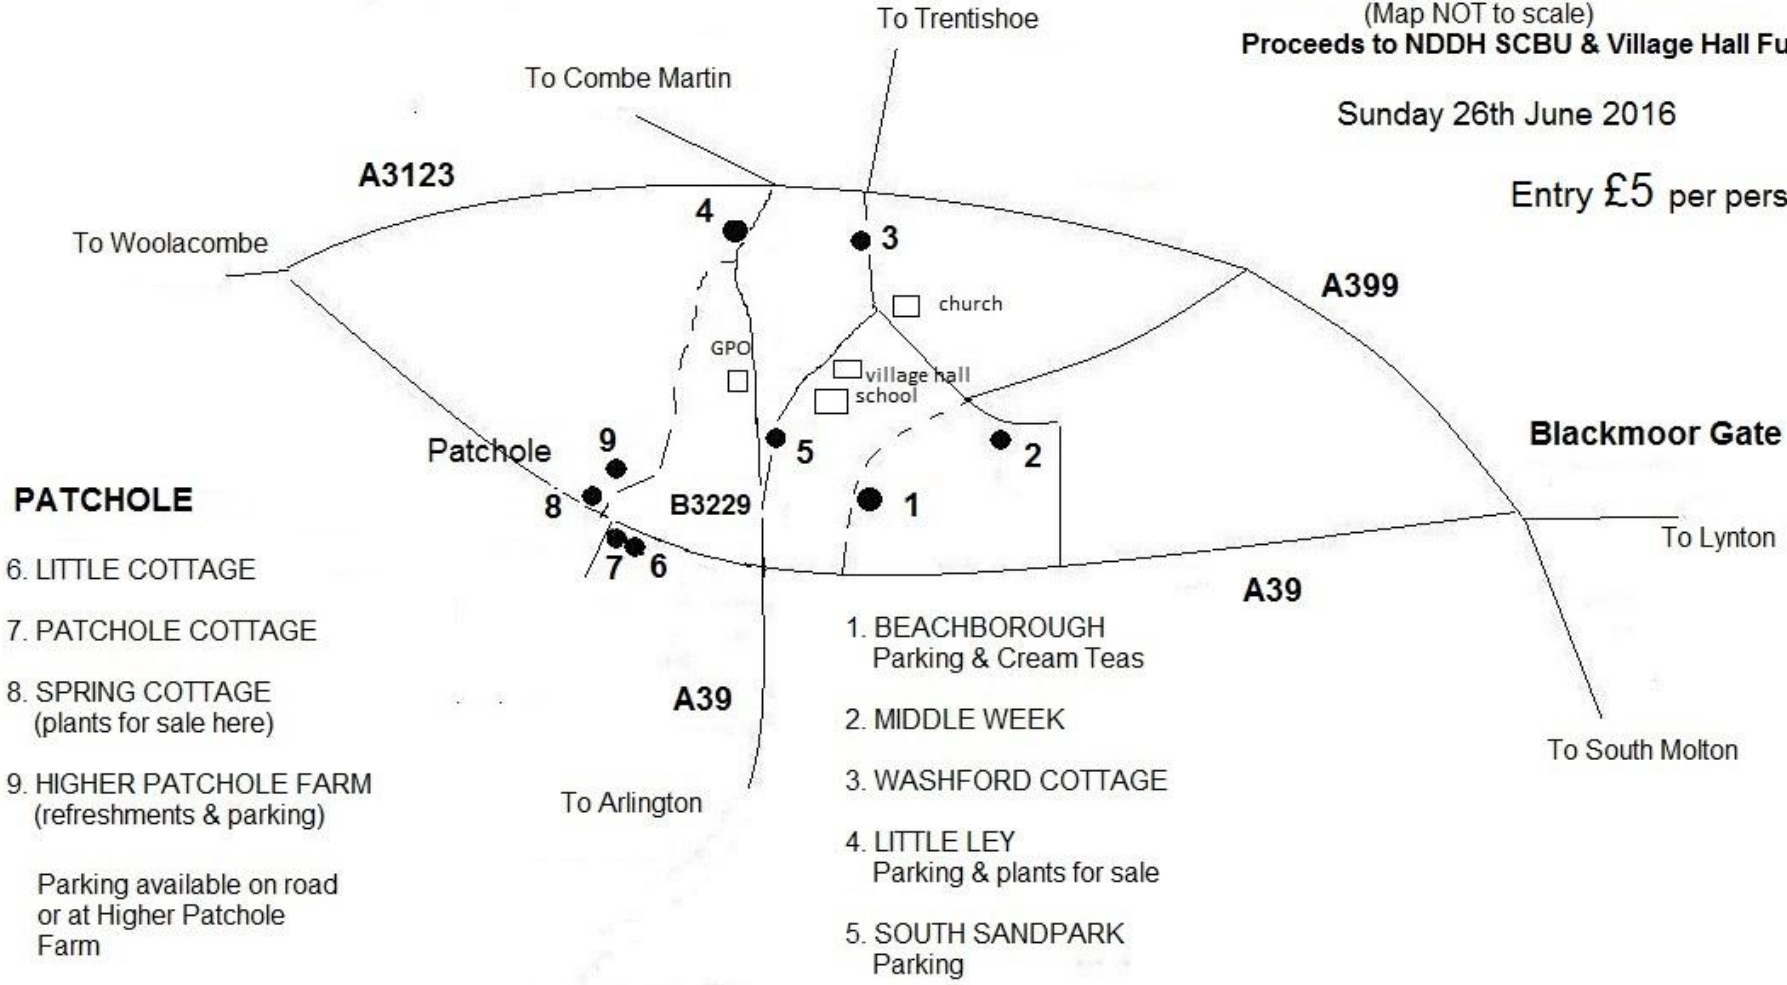 To Trentishoe
(Map NOT to scale)
Proceeds to NDDH SCBU & Village Hall Fu
To Combe Martin
Sunday 26th June 2016
A3123
Entry £5 per pers
4
3
To Woolacombe
A399
church
GPO
village hall
school
Blackmoor Gate
Patchole
9
5
2
8
B3229
1
7
6
To Lynton
A39
A39
To South Molton
To Arlington
PATCHOLE
6. LITTLE COTTAGE
7. PATCHOLE COTTAGE
8. SPRING COTTAGE
(plants for sale here)
9. HIGHER PATCHOLE FARM
(refreshments & parking)
Parking available on road
or at Higher Patchole
Farm
1. BEACHBOROUGH
Parking & Cream Teas
2. MIDDLE WEEK
3. WASHFORD COTTAGE
4. LITTLE LEY
Parking & plants for sale
5. SOUTH SANDPARK
Parking